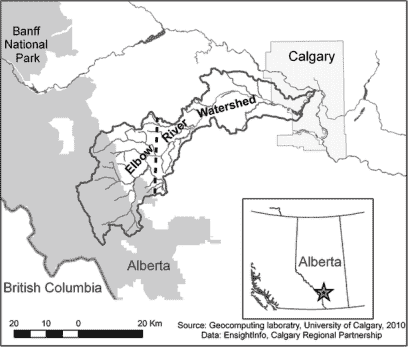 Banff
National
Park
Calgary
Elbow River Watershed
Alberta
British Columbia
Alberta
20 10 0 20 Km
Source: Geocomputing laboratry, University of Calgary, 2010
Data: EnsightInfo, Calgary Regional Partnership